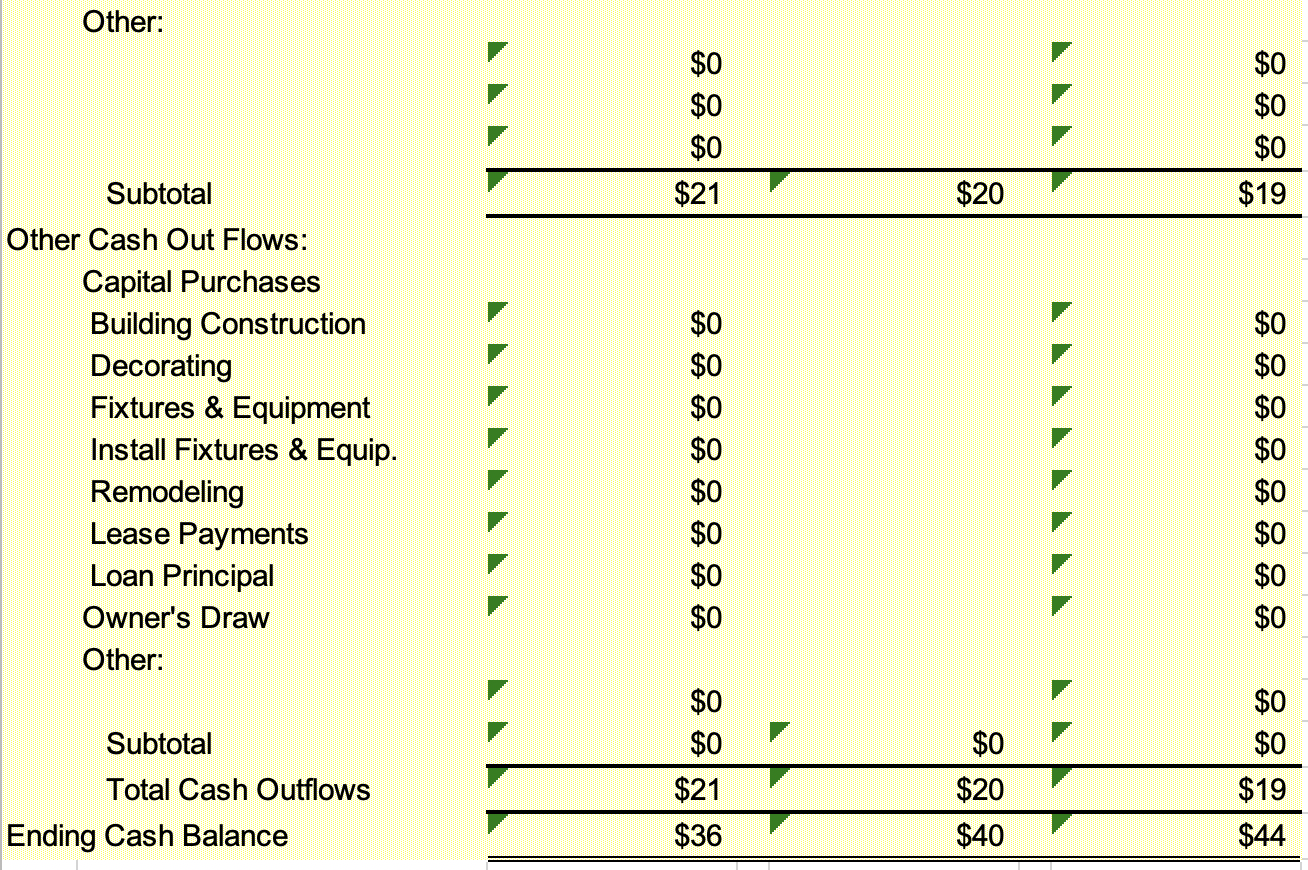 Other:
$0 $0
$0 $0
$0 $0
Subtotal $21 $20 $19
Other Cash Out Flows:
Capital Purchases
Building Construction $0 $0
Decorating $0 $0
Fixtures & Equipment $0 $0
Install Fixtures & Equip. $0 $0
Remodeling $0 $0
Lease Payments $0 $0
Loan Principal $0 $0
Owner's Draw $0 $0
Other:
$0 $0
Subtotal $0 $0 $0
Total Cash Outflows $21 $20 $19
Ending Cash Balance $36 $40 $44